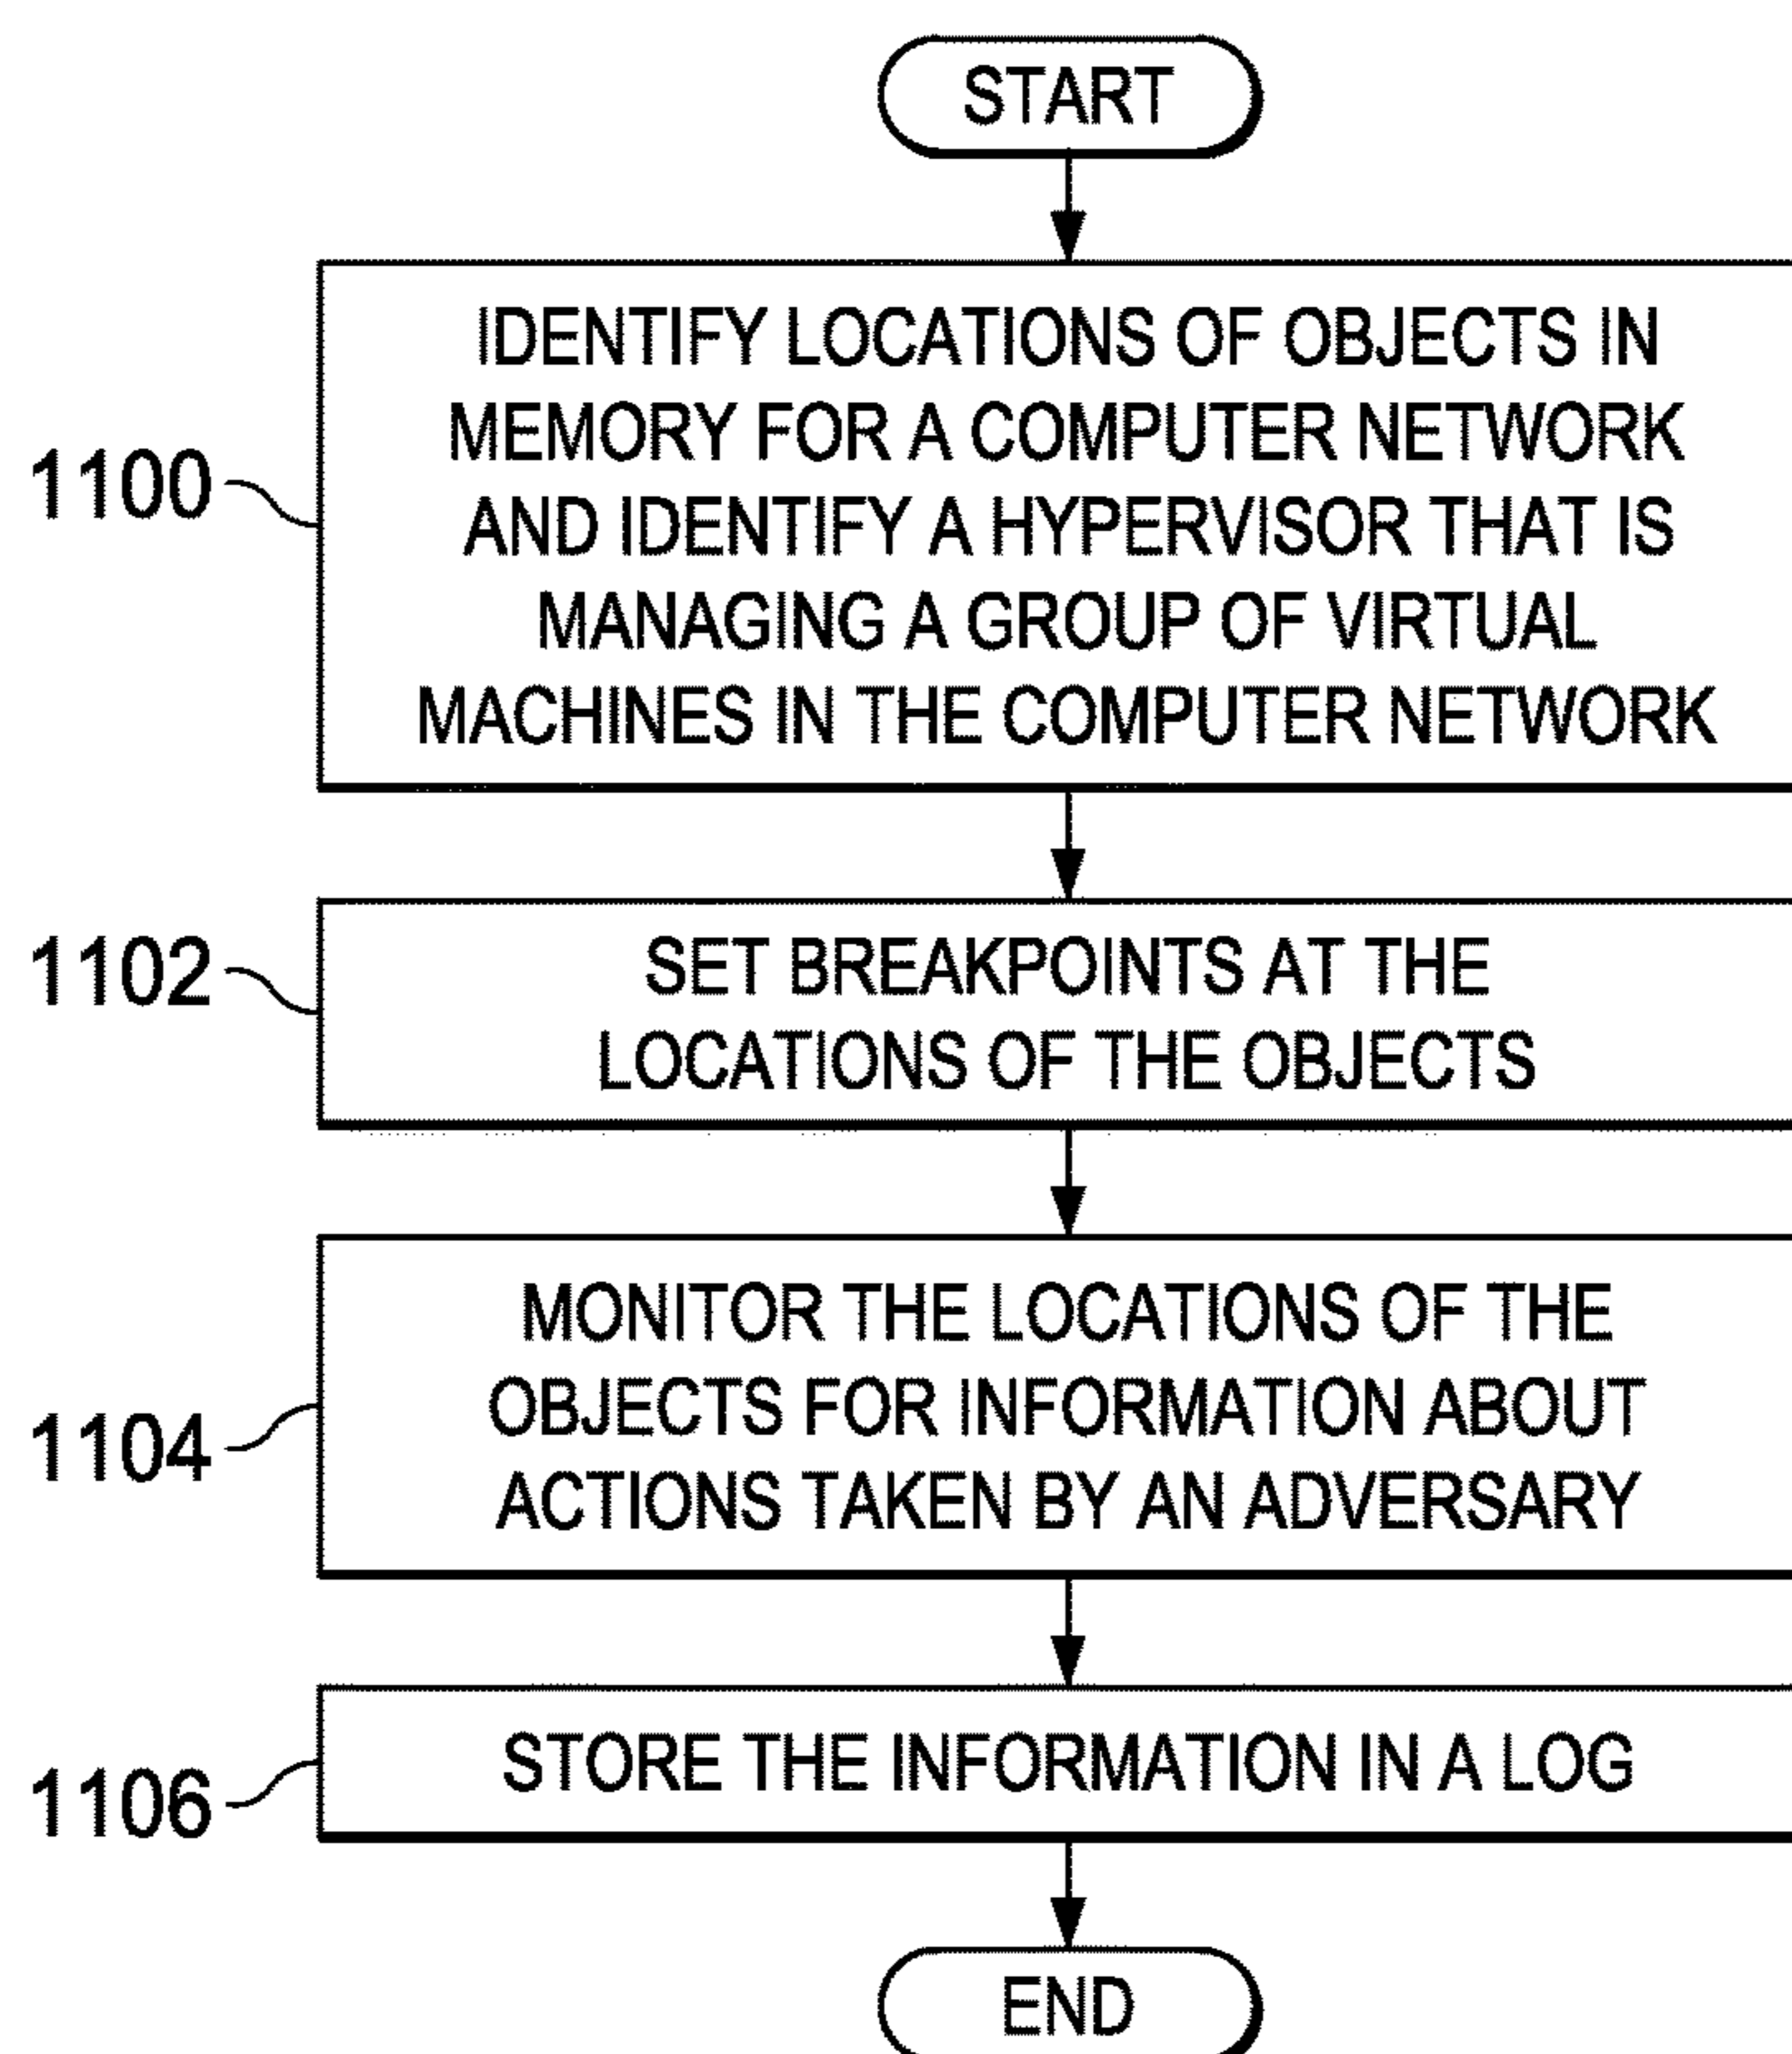 START
IDENTIFY LOCATIONS OF OBJECTS IN
MEMORY FOR A COMPUTER NETWORK
AND IDENTIFY A HYPERVISOR THAT IS
MANAGING A GROUP OF VIRTUAL
MACHINES IN THE COMPUTER NETWORK
1100
SET BREAKPOINTS AT THE
LOCATIONS OF THE OBJECTS
1102
MONITOR THE LOCATIONS OF THE
OBJECTS FOR INFORMATION ABOUT
ACTIONS TAKEN BY AN ADVERSARY
1104
STORE THE INFORMATION IN A LOG
1106
END